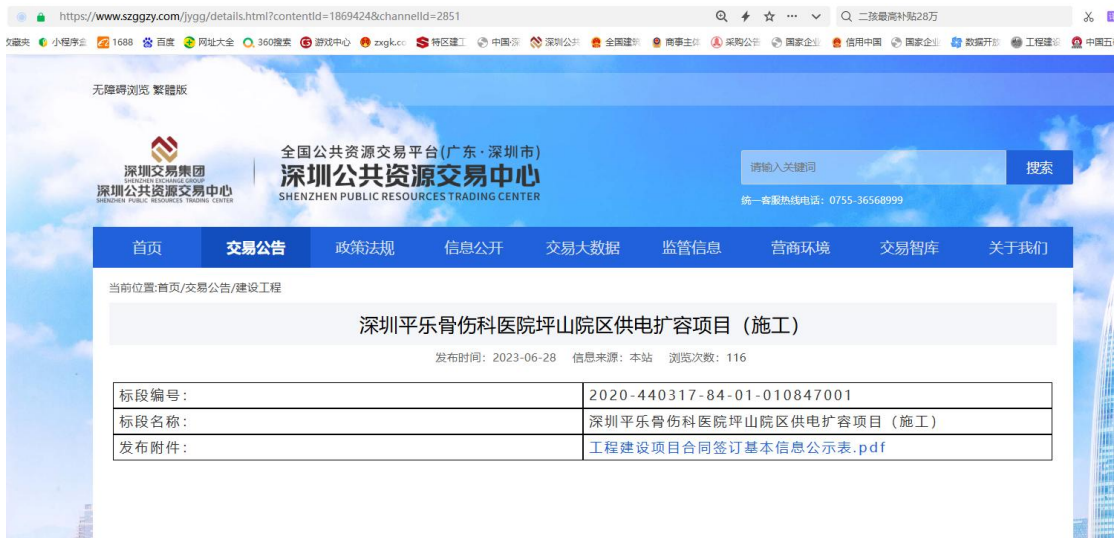 https://www.szggzy.com/jygg/details.html?contentId=1869424&channelId=2851
二孩最高补贴28万
收藏夹 小程序 1688 百度 网址大全 360搜索 游戏中心 zxgk.cc 特区建工 中国·深 深圳公共 全国建筑 商事主体 采购公告 国家企业 信用中国 国家企业 数据开放 工程建设 中国五
无障碍浏览 繁體版
深圳交易集团
SHENZHEN EXCHANGE GROUP
深圳公共资源交易中心
SHENZHEN PUBLIC RESOURCES TRADING CENTER
全国公共资源交易平台(广东·深圳市)
深圳公共资源交易中心
SHENZHEN PUBLIC RESOURCES TRADING CENTER
请输入关键词
搜索
统一客服热线电话：0755-36568999
首页 交易公告 政策法规 信息公开 交易大数据 监管信息 营商环境 交易智库 关于我们
当前位置:首页/交易公告/建设工程
深圳平乐骨伤科医院坪山院区供电扩容项目（施工）
发布时间：2023-06-28 信息来源：本站 浏览次数：116
标段编号： 2020-440317-84-01-010847001
标段名称： 深圳平乐骨伤科医院坪山院区供电扩容项目（施工）
发布附件： 工程建设项目合同签订基本信息公示表.pdf